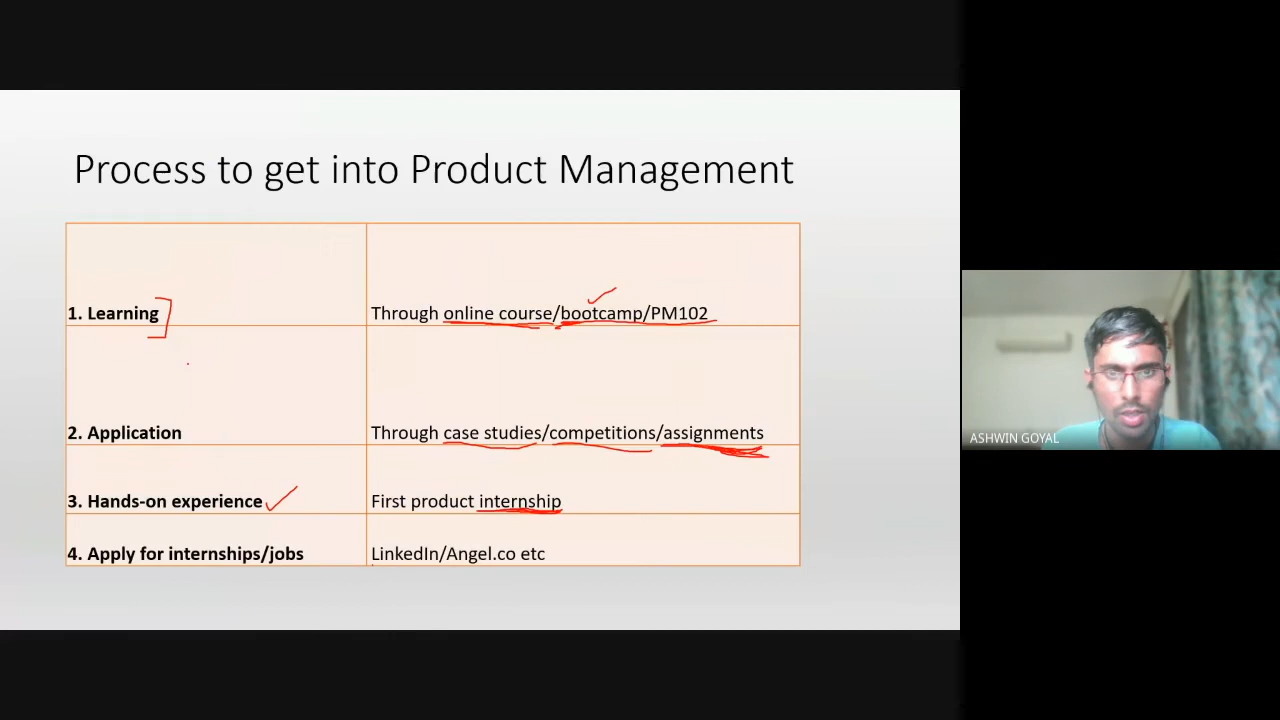 Process to get into Product Management
1. Learning
Through online course/bootcamp/PM102
2. Application
Through case studies/competitions/assignments
3. Hands-on experience
First product internship
4. Apply for internships/jobs
LinkedIn/Angel.co etc
ASHWIN GOYAL